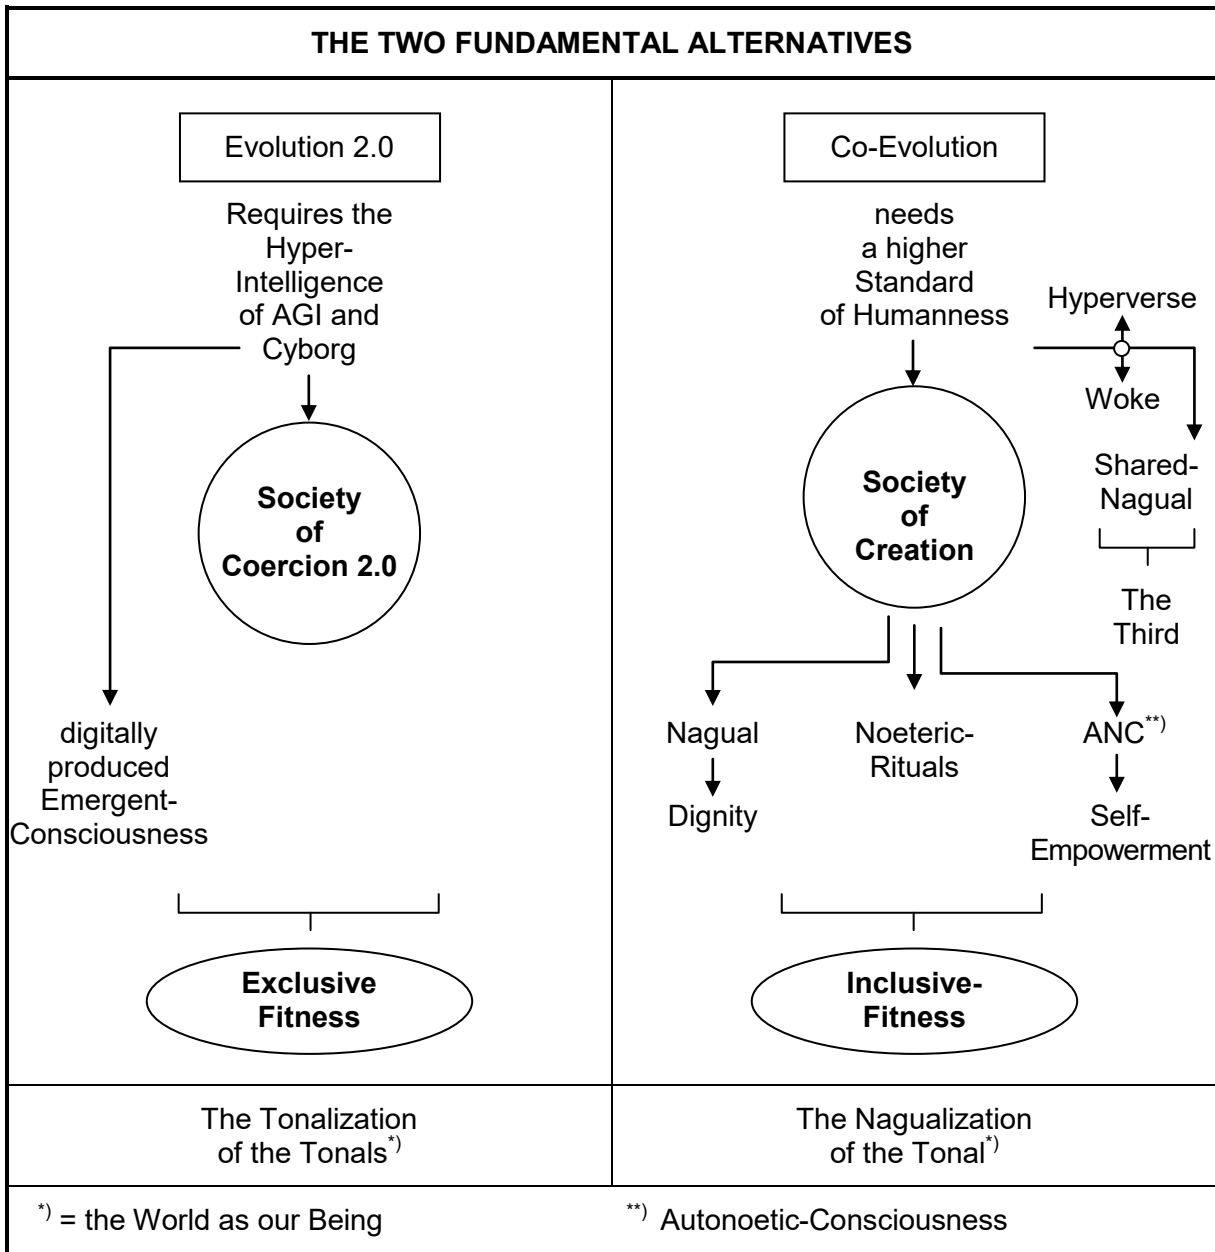 THE TWO FUNDAMENTAL ALTERNATIVES
Evolution 2.0
Requires the
Hyper-
Intelligence
of AGI and
Cyborg
Society
of
Coercion 2.0
digitally
produced
Emergent-
Consciousness
Exclusive
Fitness
The Tonalization
of the Tonals*)
Co-Evolution
needs
a higher
Standard
of Humanness
Hyperverse
Woke
Shared-
Nagual
The
Third
Society
of
Creation
Nagual
Dignity
Noeteric-
Rituals
ANC**)
Self-
Empowerment
Inclusive-
Fitness
The Nagualization
of the Tonal*)
*) = the World as our Being
**) Autonoetic-Consciousness